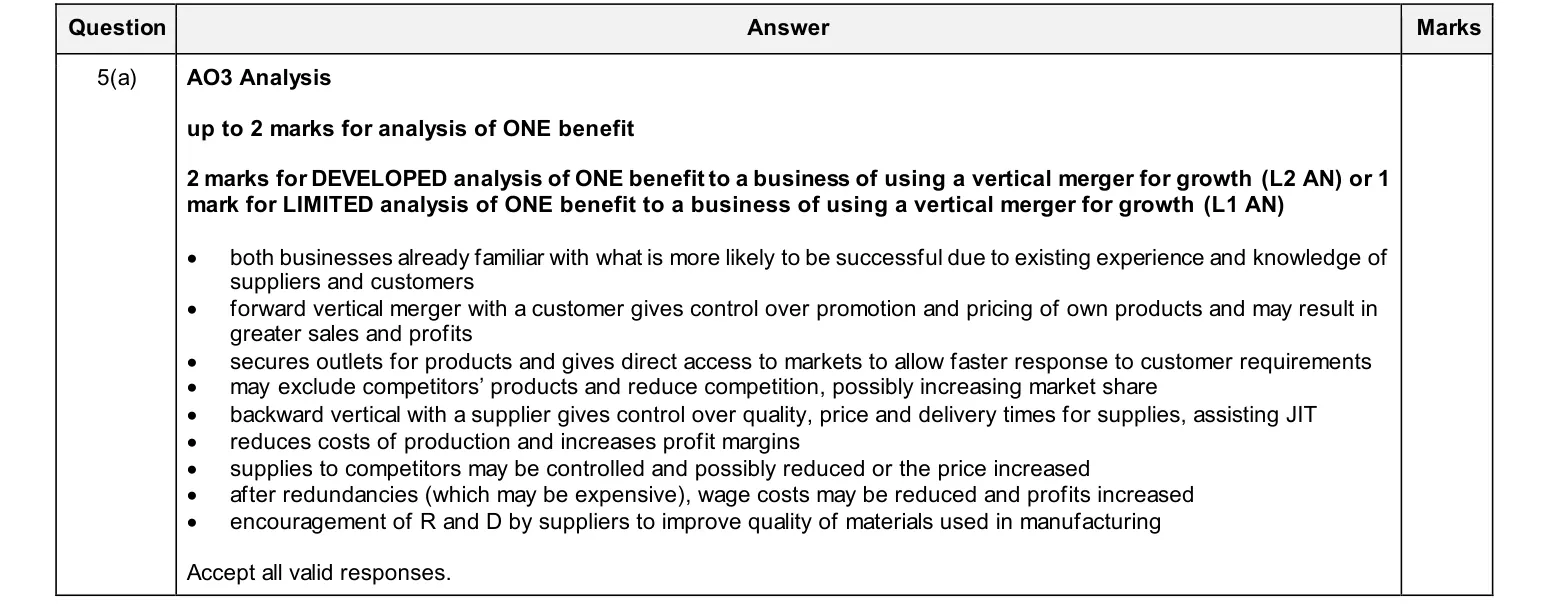 Question Answer Marks
5(a) AO3 Analysis
up to 2 marks for analysis of ONE benefit
2 marks for DEVELOPED analysis of ONE benefit to a business of using a vertical merger for growth (L2 AN) or 1
mark for LIMITED analysis of ONE benefit to a business of using a vertical merger for growth (L1 AN)
• both businesses already familiar with what is more likely to be successful due to existing experience and knowledge of
suppliers and customers
• forward vertical merger with a customer gives control over promotion and pricing of own products and may result in
greater sales and profits
• secures outlets for products and gives direct access to markets to allow faster response to customer requirements
• may exclude competitors’ products and reduce competition, possibly increasing market share
• backward vertical with a supplier gives control over quality, price and delivery times for supplies, assisting JIT
• reduces costs of production and increases profit margins
• supplies to competitors may be controlled and possibly reduced or the price increased
• after redundancies (which may be expensive), wage costs may be reduced and profits increased
• encouragement of R and D by suppliers to improve quality of materials used in manufacturing
Accept all valid responses.